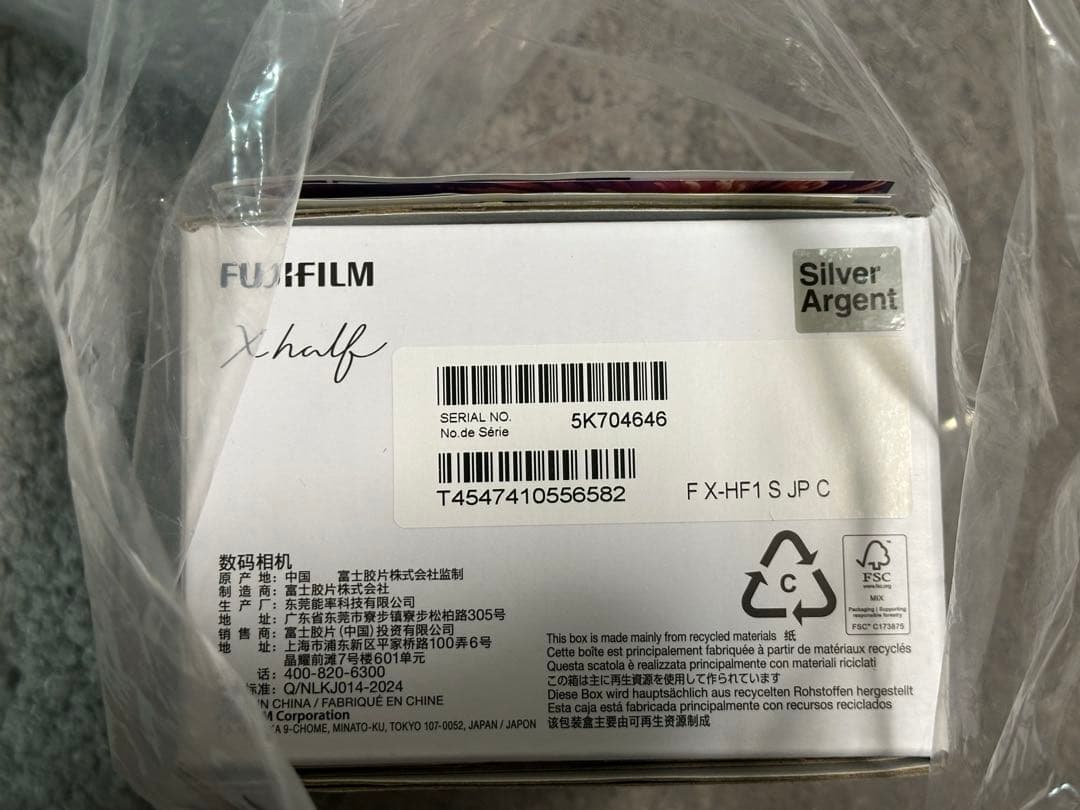 FUJIFILM
X half
Silver
Argent
SERIAL NO.
No.de Série
5K704646
T4547410556582
F X-HF1 S JP C
数码相机
原 产 地: 中国 富士胶片株式会社监制
制 造 商: 富士胶片株式会社
生 产 厂: 东莞能率科技有限公司
地 址: 广东省东莞市寮步镇寮步松柏路305号
销 售 商: 富士胶片(中国)投资有限公司
地 址: 上海市浦东新区平家桥路100弄6号
晶耀前滩7号楼601单元
话: 400-820-6300
标准: Q/NLKJ014-2024
IN CHINA / FABRIQUÉ EN CHINE
Corporation
9-CHOME, MINATO-KU, TOKYO 107-0052, JAPAN / JAPON
C
FSC
www.fsc.org
MIX
Packaging | Supporting
responsible forestry
FSC™ C173875
This box is made mainly from recycled materials 纸
Cette boîte est principalement fabriquée à partir de matériaux recyclés
Questa scatola è realizzata principalmente con materiali riciclati
この箱は主に再生資源を使用して作られています
Diese Box wird hauptsächlich aus recycelten Rohstoffen hergestellt
Esta caja está fabricada principalmente con recursos reciclados
该包装盒主要由可再生资源制成